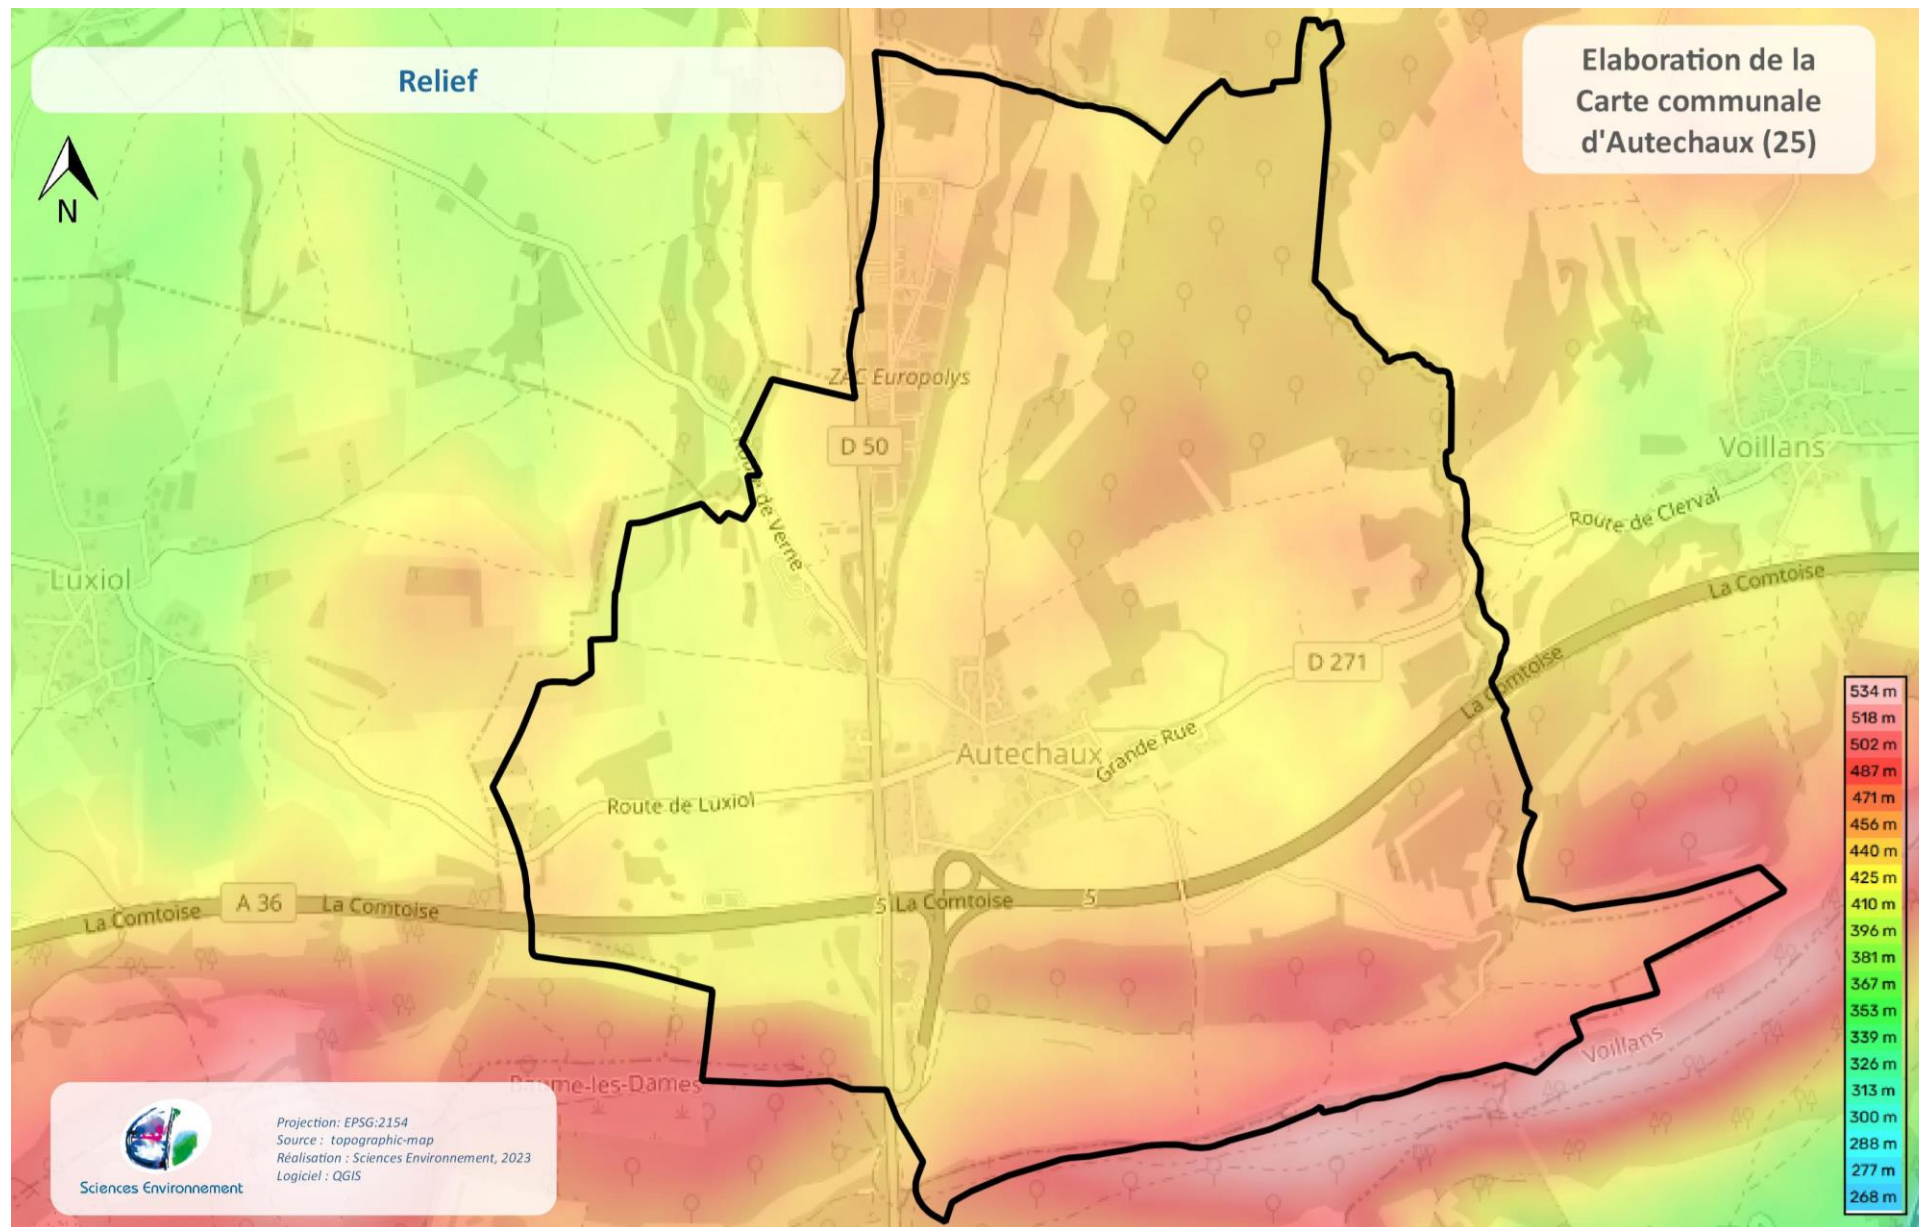 Relief
Elaboration de la
Carte communale
d'Autechaux (25)
N
ZAC Europolys
D 50
Voillans
Route de Verne
Route de Clerval
Luxiol
La Comtoise
D 271
La Comtoise
Autechaux
Grande Rue
Route de Luxiol
La Comtoise
A 36
La Comtoise
5
La Comtoise
5
Voillans
Baume-les-Dames
534 m
518 m
502 m
487 m
471 m
456 m
440 m
425 m
410 m
396 m
381 m
367 m
353 m
339 m
326 m
313 m
300 m
288 m
277 m
268 m
Projection: EPSG:2154
Source : topographic-map
Réalisation : Sciences Environnement, 2023
Logiciel : QGIS
Sciences Environnement